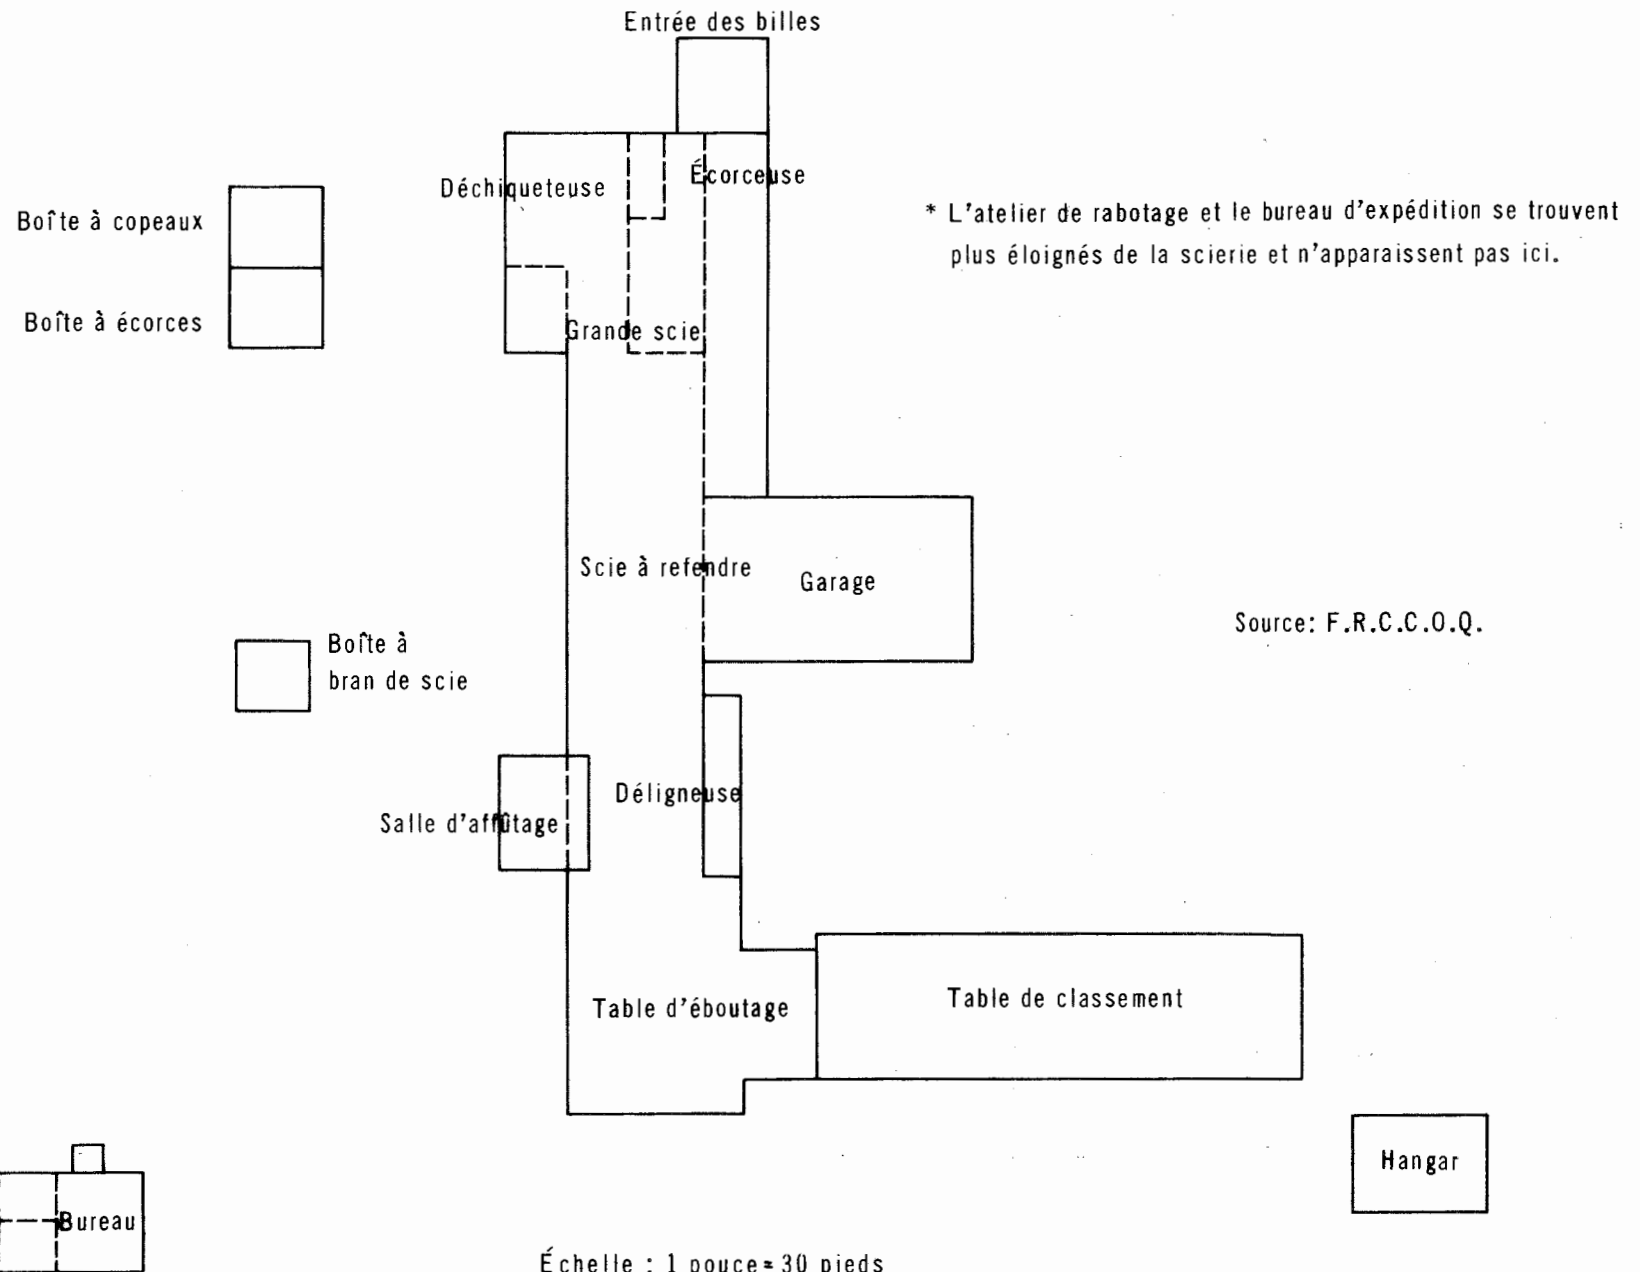 Entrée des billes
Déchiqueteuse
Écorceuse
Boîte à copeaux
* L'atelier de rabotage et le bureau d'expédition se trouvent
plus éloignés de la scierie et n'apparaissent pas ici.
Boîte à écorces
Grande scie
Scie à refendre
Garage
Source: F.R.C.C.O.Q.
Boîte à
bran de scie
Déligneuse
Salle d'affûtage
Table d'éboutage
Table de classement
Hangar
Bureau
Échelle : 1 pouce = 30 pieds